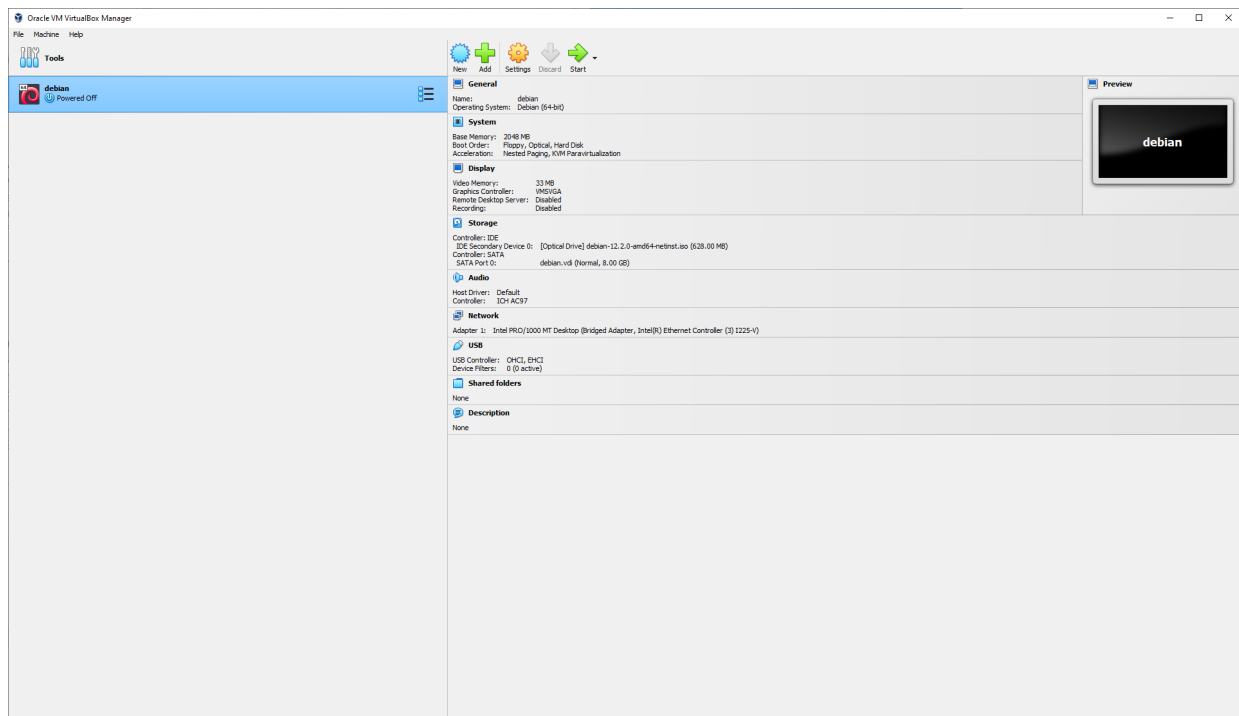 Oracle VM VirtualBox Manager
File Machine Help
Tools
debian
Powered Off
New Add Settings Discard Start
General
Name: debian
Operating System: Debian (64-bit)
System
Base Memory: 2048 MB
Boot Order: Floppy, Optical, Hard Disk
Acceleration: Nested Paging, KVM Paravirtualization
Display
Video Memory: 33 MB
Graphics Controller: VMSVGA
Remote Desktop Server: Disabled
Recording: Disabled
Storage
Controller: IDE
IDE Secondary Device 0: [Optical Drive] debian-12.2.0-amd64-netinst.iso (628.00 MB)
Controller: SATA
SATA Port 0: debian.vdi (Normal, 8.00 GB)
Audio
Host Driver: Default
Controller: ICH AC97
Network
Adapter 1: Intel PRO/1000 MT Desktop (Bridged Adapter, Intel(R) Ethernet Controller (3) I225-V)
USB
USB Controller: OHCI, EHCI
Device Filters: 0 (0 active)
Shared folders
None
Description
None
Preview
debian